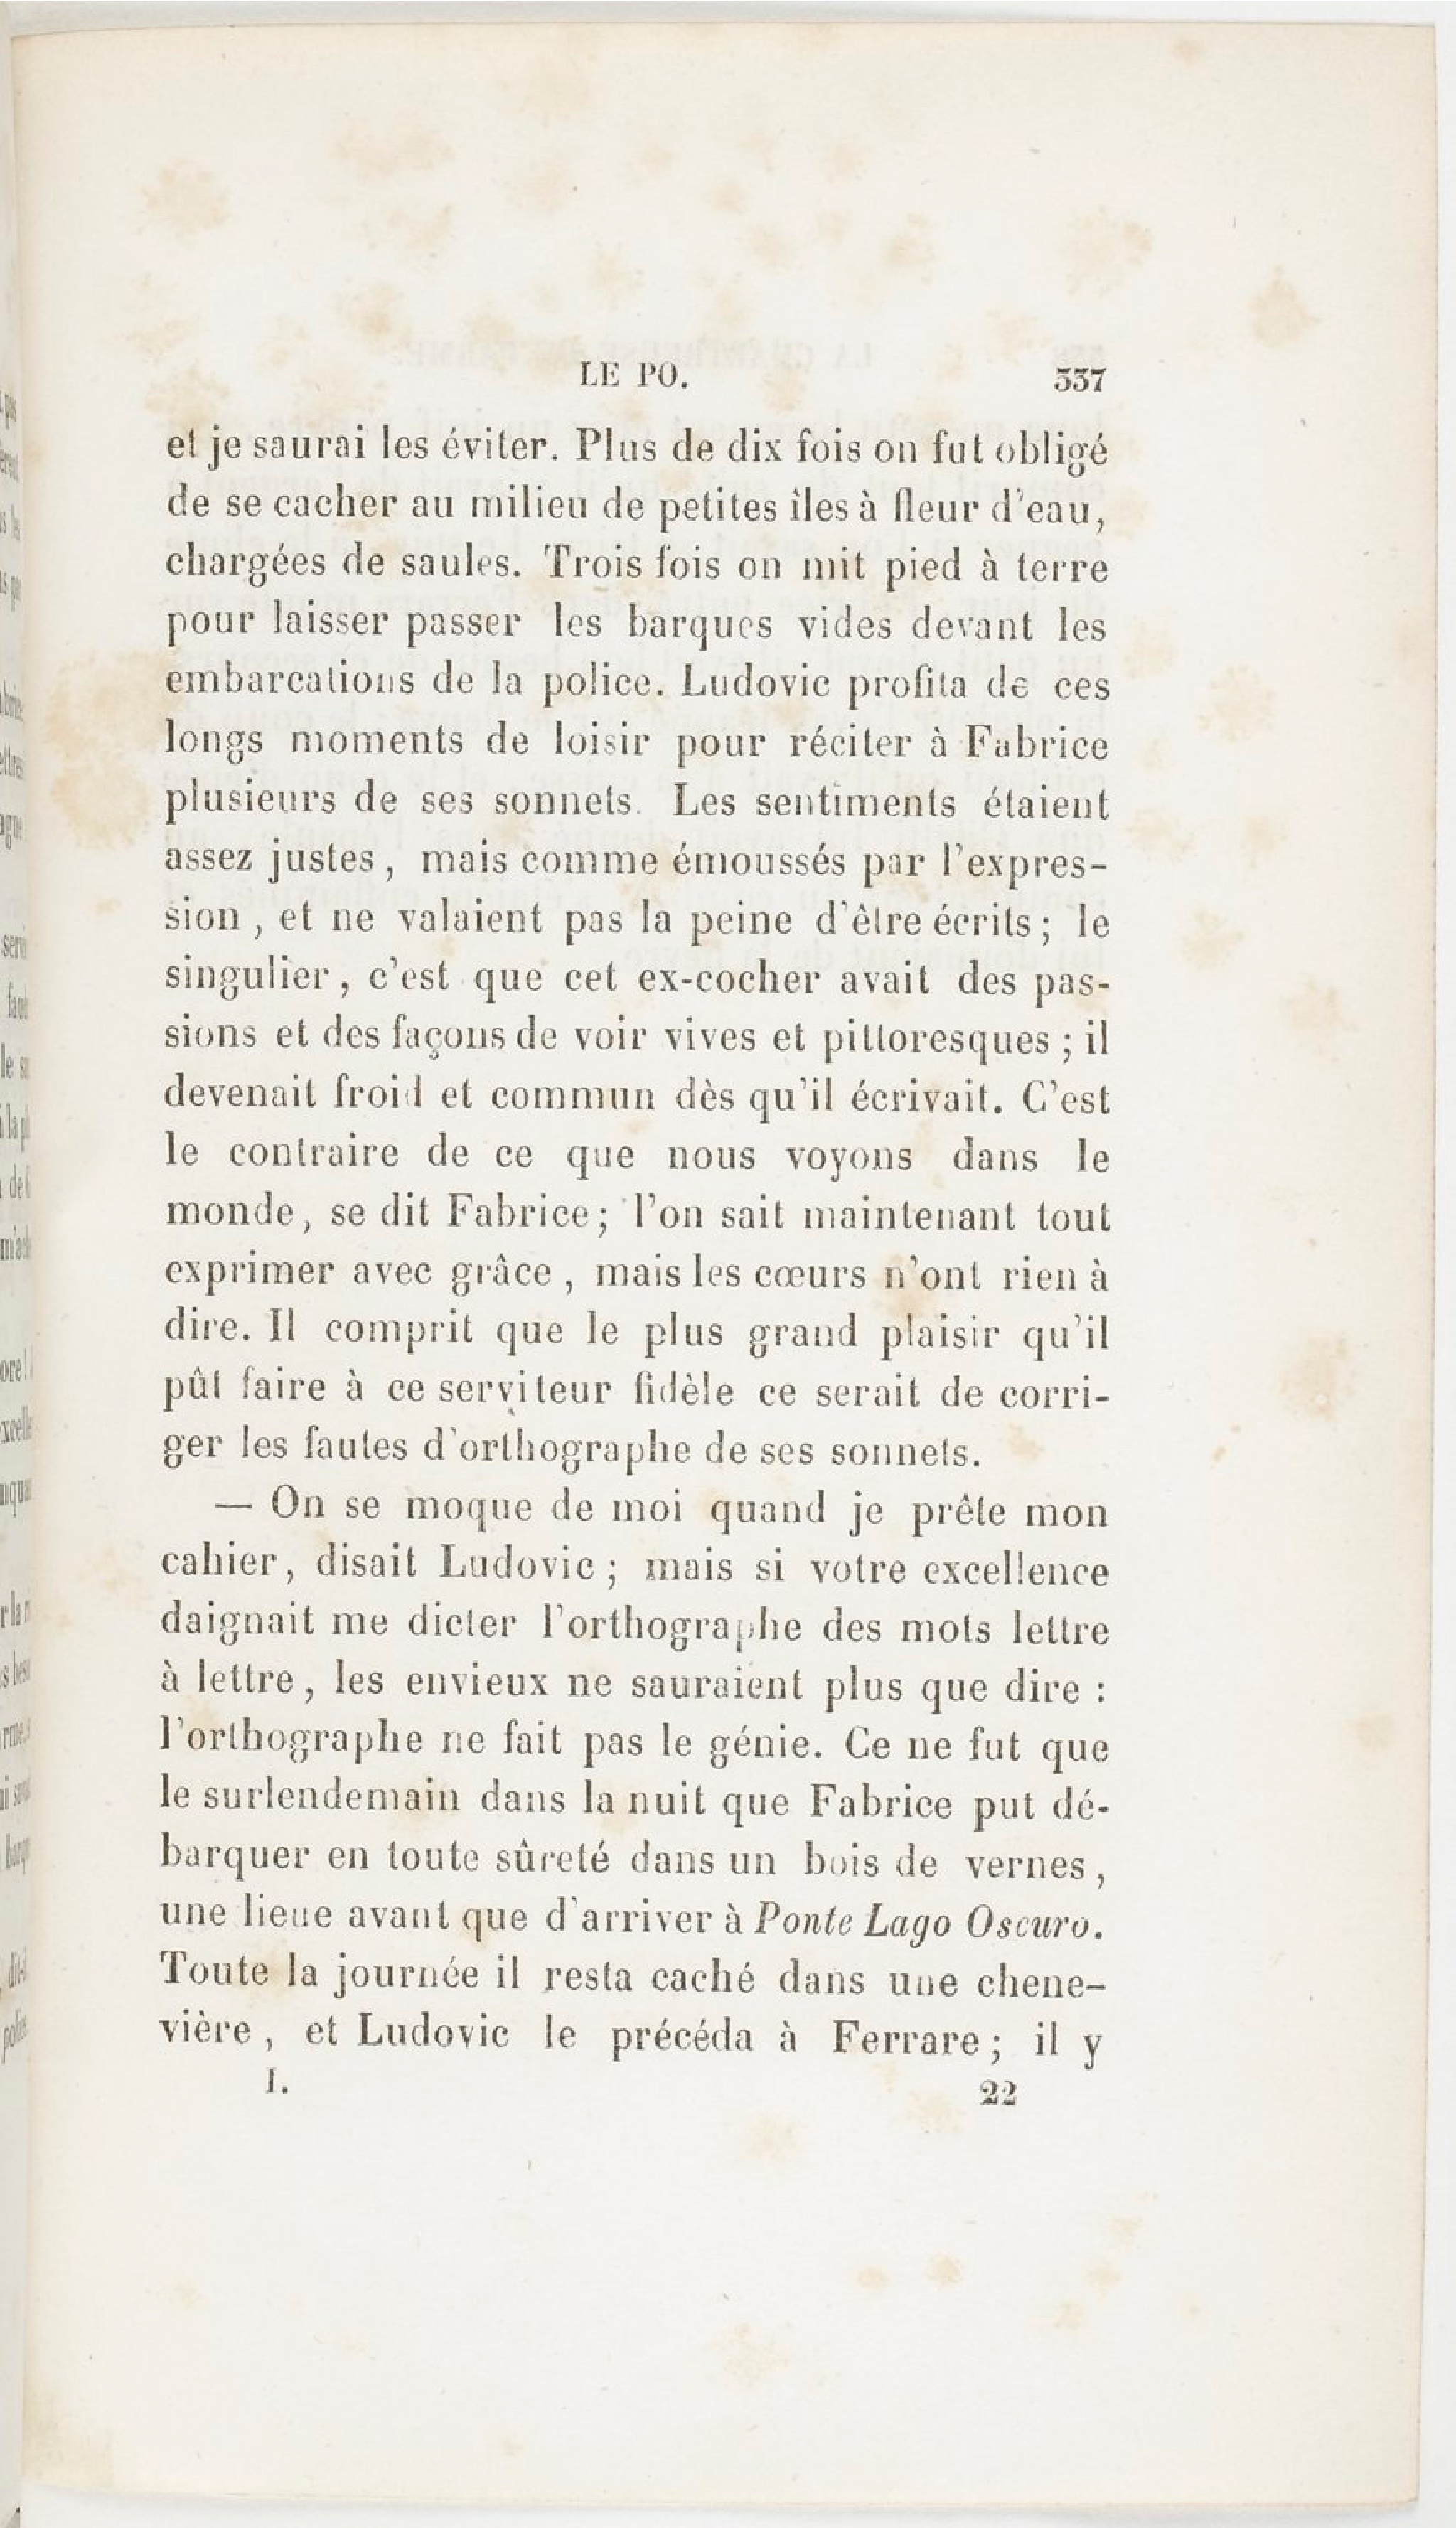 LE PO. 337
et je saurai les éviter. Plus de dix fois on fut obligé
de se cacher au milieu de petites îles à fleur d'eau,
chargées de saules. Trois fois on mit pied à terre
pour laisser passer les barques vides devant les
embarcations de la police. Ludovic profita de ces
longs moments de loisir pour réciter à Fabrice
plusieurs de ses sonnets. Les sentiments étaient
assez justes, mais comme émoussés par l'expres-
sion, et ne valaient pas la peine d'être écrits; le
singulier, c'est que cet ex-cocher avait des pas-
sions et des façons de voir vives et pittoresques; il
devenait froid et commun dès qu'il écrivait. C'est
le contraire de ce que nous voyons dans le
monde, se dit Fabrice; l'on sait maintenant tout
exprimer avec grâce, mais les cœurs n'ont rien à
dire. Il comprit que le plus grand plaisir qu'il
pût faire à ce serviteur fidèle ce serait de corri-
ger les fautes d'orthographe de ses sonnets.
— On se moque de moi quand je prête mon
cahier, disait Ludovic; mais si votre excellence
daignait me dicter l'orthographe des mots lettre
à lettre, les envieux ne sauraient plus que dire :
l'orthographe ne fait pas le génie. Ce ne fut que
le surlendemain dans la nuit que Fabrice put dé-
barquer en toute sûreté dans un bois de vernes,
une lieue avant que d'arriver à Ponte Lago Oscuro.
Toute la journée il resta caché dans une chene-
vière, et Ludovic le précéda à Ferrare; il y
I. 22